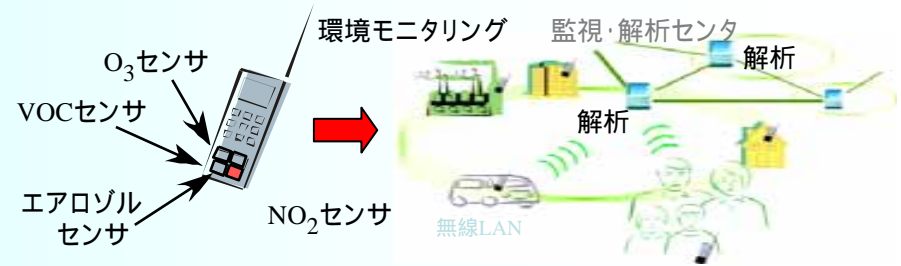 環境モニタリング
監視・解析センタ
O3センサ
解析
VOCセンサ
解析
エアロゾル
センサ
NO2センサ
無線LAN